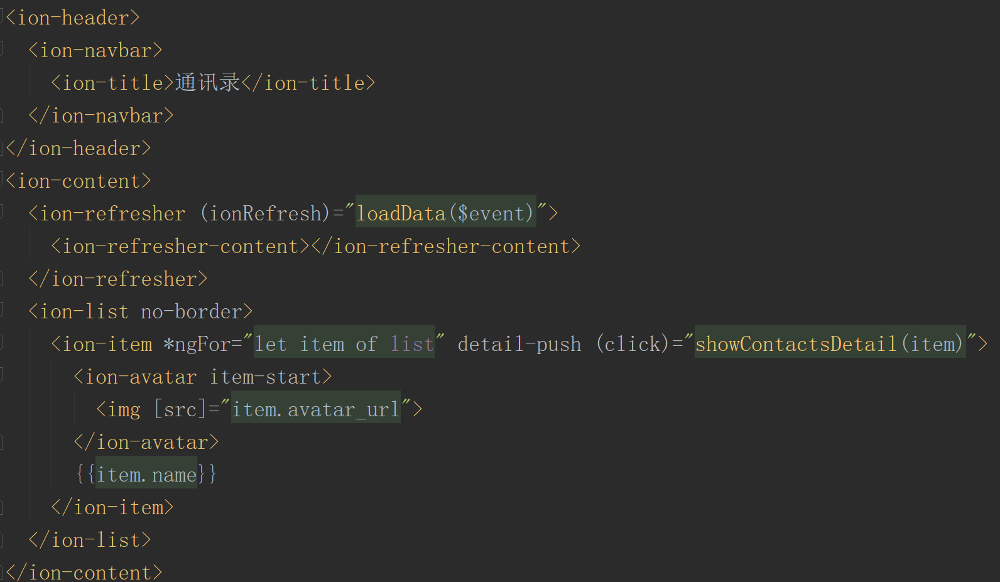 <ion-header>
  <ion-navbar>
    <ion-title>通讯录</ion-title>
  </ion-navbar>
</ion-header>
<ion-content>
  <ion-refresher (ionRefresh)="loadData($event)">
    <ion-refresher-content></ion-refresher-content>
  </ion-refresher>
  <ion-list no-border>
    <ion-item *ngFor="let item of list" detail-push (click)="showContactsDetail(item)">
      <ion-avatar item-start>
        <img [src]="item.avatar_url">
      </ion-avatar>
      {{item.name}}
    </ion-item>
  </ion-list>
</ion-content>